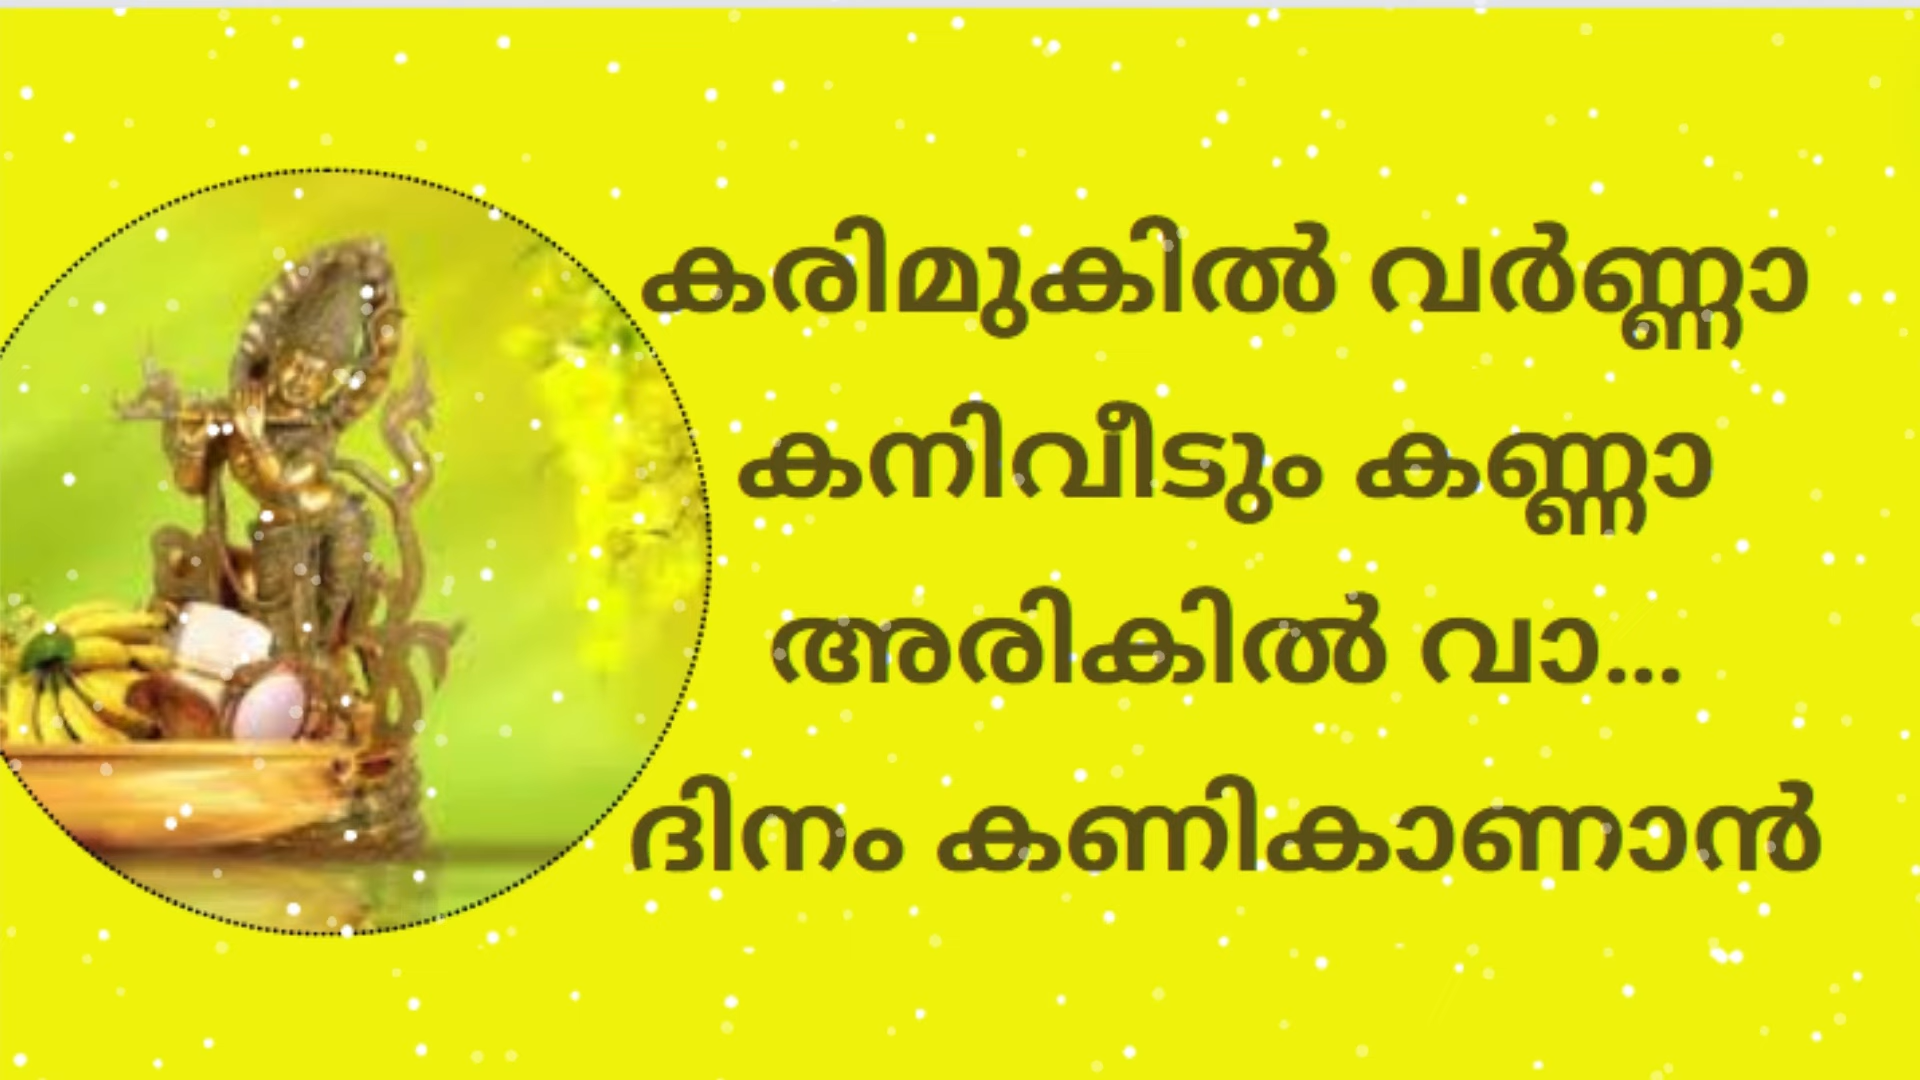 കരിമുകിൽ വർണ്ണാ
കനിവീടും കണ്ണാ
അരികിൽ വാ...
ദിനം കണികാണാൻ